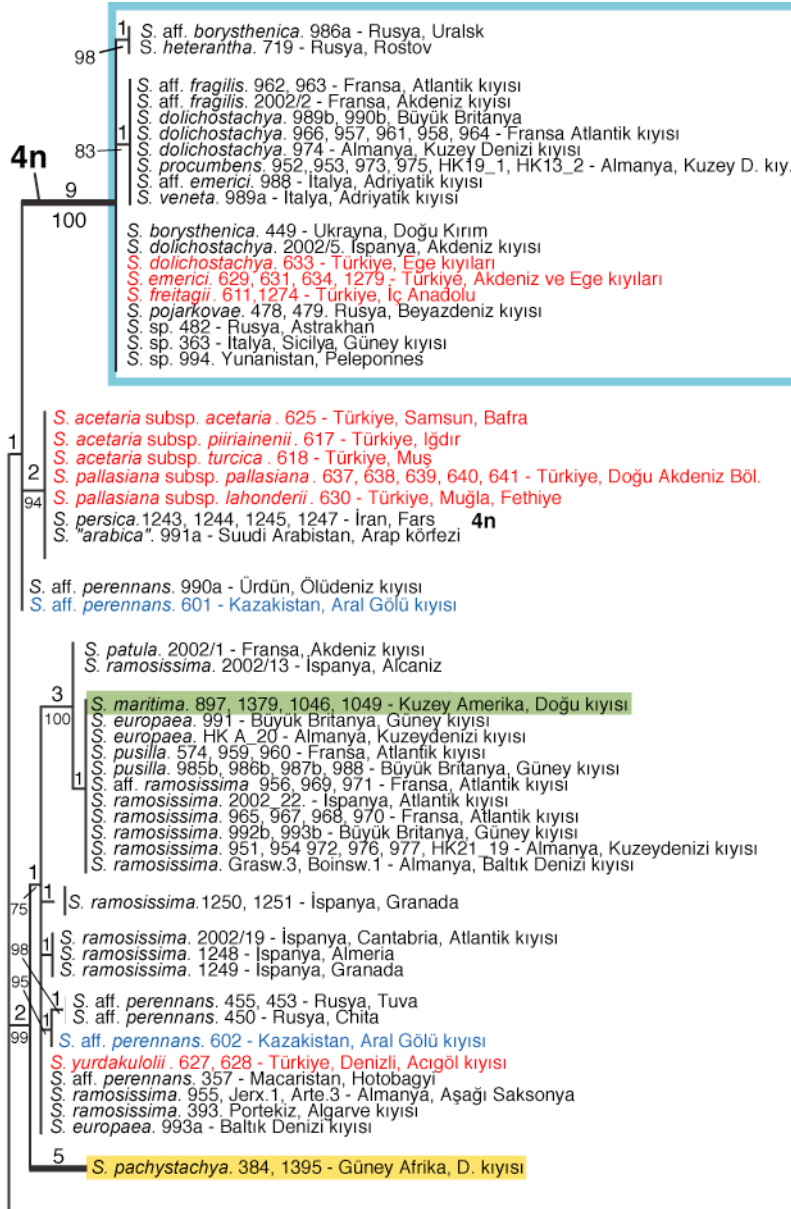 1
S. aff. borysthenica. 986a - Rusya, Uralsk
98
S. heterantha. 719 - Rusya, Rostov
S. aff. fragilis. 962, 963 - Fransa, Atlantik kıyısı
S. aff. fragilis. 2002/2 - Fransa, Akdeniz kıyısı
S. dolichostachya. 989b, 990b, Büyük Britanya
1
S. dolichostachya. 966, 957, 961, 958, 964 - Fransa Atlantik kıyısı
83
S. dolichostachya. 974 - Almanya, Kuzey Denizi kıyısı
4n
S. procumbens. 952, 953, 973, 975, HK19_1, HK13_2 - Almanya, Kuzey D. kıy.
S. aff. emerici. 988 - İtalya, Adriyatik kıyısı
9
S. veneta. 989a - İtalya, Adriyatik kıyısı
100
S. borysthenica. 449 - Ukrayna, Doğu Kırım
S. dolichostachya. 2002/5. İspanya, Akdeniz kıyısı
S. dolichostachya. 633 - Türkiye, Ege kıyıları
S. emerici. 629, 631, 634, 1279 - Türkiye, Akdeniz ve Ege kıyıları
S. freitagii. 611,1274 - Türkiye, İç Anadolu
S. pojarkovae. 478, 479. Rusya, Beyazdeniz kıyısı
S. sp. 482 - Rusya, Astrakhan
S. sp. 363 - İtalya, Sicilya, Güney kıyısı
S. sp. 994. Yunanistan, Peleponnes
1
S. acetaria subsp. acetaria . 625 - Türkiye, Samsun, Bafra
S. acetaria subsp. piiriainenii . 617 - Türkiye, Iğdır
S. acetaria subsp. turcica . 618 - Türkiye, Muş
2
S. pallasiana subsp. pallasiana . 637, 638, 639, 640, 641 - Türkiye, Doğu Akdeniz Böl.
94
S. pallasiana subsp. lahonderii . 630 - Türkiye, Muğla, Fethiye
S. persica.1243, 1244, 1245, 1247 - İran, Fars
4n
S. "arabica". 991a - Suudi Arabistan, Arap körfezi
S. aff. perennans. 990a - Ürdün, Ölüdeniz kıyısı
S. aff. perennans. 601 - Kazakistan, Aral Gölü kıyısı
S. patula. 2002/1 - Fransa, Akdeniz kıyısı
S. ramosissima. 2002/13 - İspanya, Alcaniz
3
100
S. maritima. 897, 1379, 1046, 1049 - Kuzey Amerika, Doğu kıyısı
S. europaea. 991 - Büyük Britanya, Güney kıyısı
S. europaea. HK A_20 - Almanya, Kuzeydenizi kıyısı
S. pusilla. 574, 959, 960 - Fransa, Atlantik kıyısı
S. pusilla. 985b, 986b, 987b, 988 - Büyük Britanya, Güney kıyısı
1
S. aff. ramosissima. 956, 969, 971 - Fransa, Atlantik kıyısı
S. ramosissima. 2002_22. - İspanya, Atlantik kıyısı
S. ramosissima. 965, 967, 968, 970 - Fransa, Atlantik kıyısı
S. ramosissima. 992b, 993b - Büyük Britanya, Güney kıyısı
S. ramosissima. 951, 954 972, 976, 977, HK21_19 - Almanya, Kuzeydenizi kıyısı
S. ramosissima. Grasw.3, Boinsw.1 - Almanya, Baltık Denizi kıyısı
1
75
1
S. ramosissima.1250, 1251 - İspanya, Granada
S. ramosissima. 2002/19 - İspanya, Cantabria, Atlantik kıyısı
1
S. ramosissima. 1248 - İspanya, Almeria
98
S. ramosissima. 1249 - İspanya, Granada
95
1
S. aff. perennans. 455, 453 - Rusya, Tuva
2
S. aff. perennans. 450 - Rusya, Chita
99
1
S. aff. perennans. 602 - Kazakistan, Aral Gölü kıyısı
S. yurdakulolii . 627, 628 - Türkiye, Denizli, Acıgöl kıyısı
S. aff. perennans. 357 - Macaristan, Hotobagyi
S. ramosissima. 955, Jerx.1, Arte.3 - Almanya, Aşağı Saksonya
S. ramosissima. 393. Portekiz, Algarve kıyısı
S. europaea. 993a - Baltık Denizi kıyısı
5
S. pachystachya. 384, 1395 - Güney Afrika, D. kıyısı